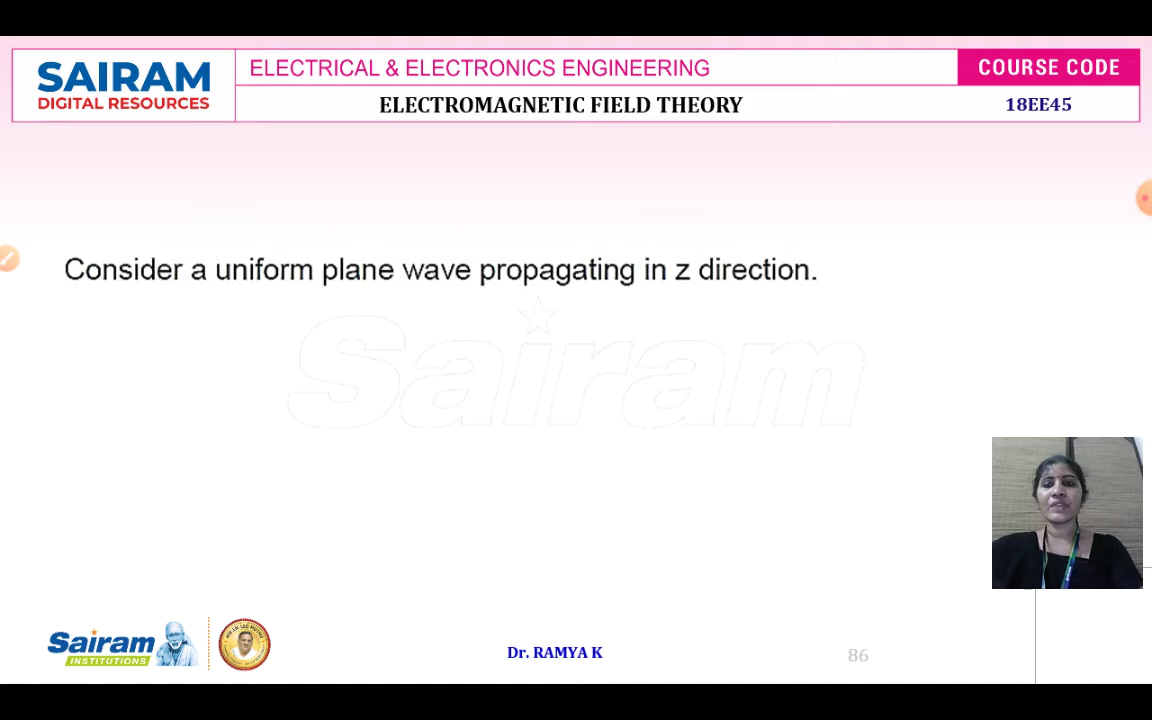 SAIRAM
DIGITAL RESOURCES
ELECTRICAL & ELECTRONICS ENGINEERING
COURSE CODE
ELECTROMAGNETIC FIELD THEORY
18EE45
Consider a uniform plane wave propagating in z direction.
Sairam
Sairam
INSTITUTIONS
Dr. RAMYA K
86